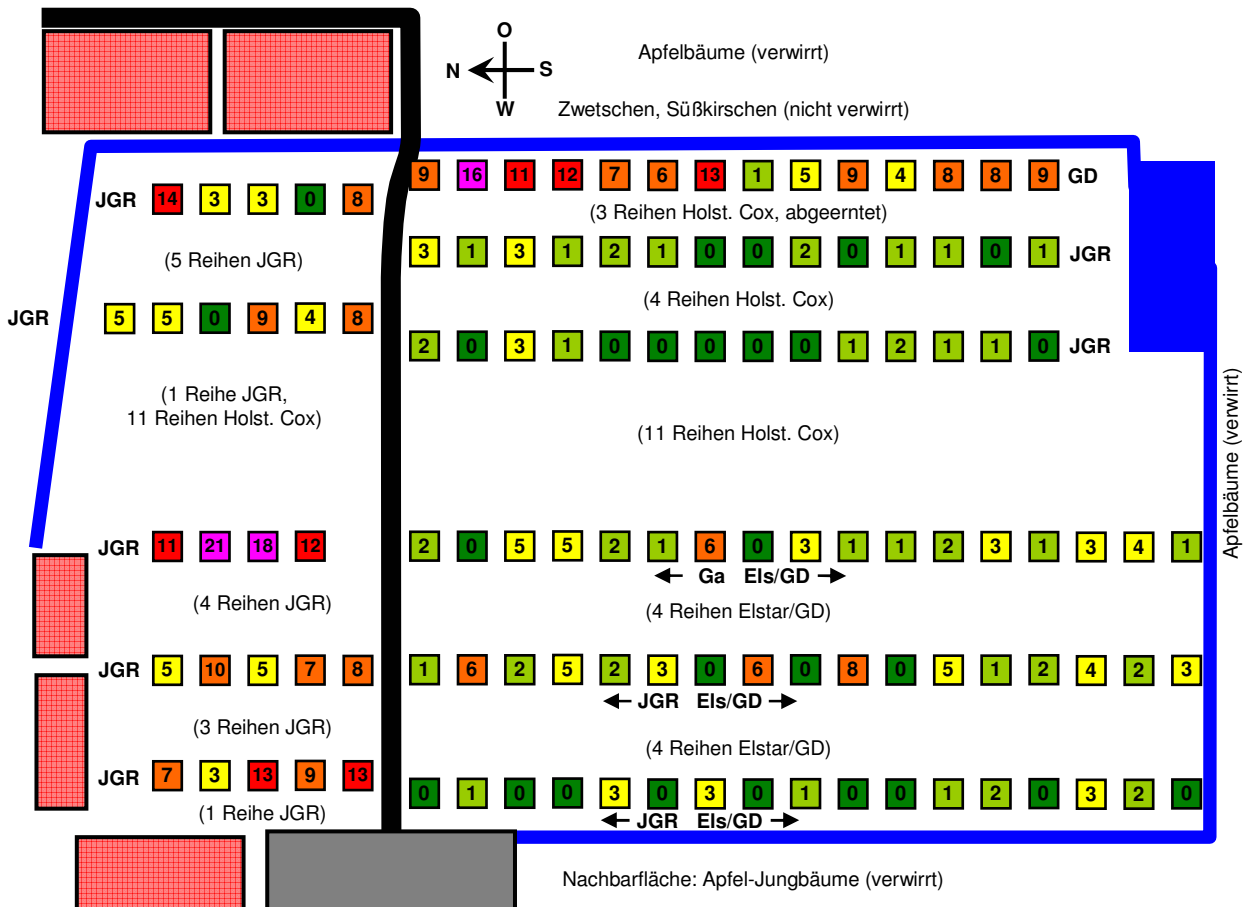 O
N S
W
Apfelbäume (verwirrt)
Zwetschen, Süßkirschen (nicht verwirrt)
9 16 11 12 7 6 13 1 5 9 4 8 8 9 GD
JGR 14 3 3 0 8
(3 Reihen Holst. Cox, abgeerntet)
3 1 3 1 2 1 0 0 2 0 1 1 0 1 JGR
(5 Reihen JGR)
(4 Reihen Holst. Cox)
JGR 5 5 0 9 4 8
2 0 3 1 0 0 0 0 0 1 2 1 1 0 JGR
(1 Reihe JGR,
11 Reihen Holst. Cox)
(11 Reihen Holst. Cox)
Apfelbäume (verwirrt)
JGR 11 21 18 12
2 0 5 5 2 1 6 0 3 1 1 2 3 1 3 4 1
Ga Els/GD
(4 Reihen JGR)
(4 Reihen Elstar/GD)
JGR 5 10 5 7 8
1 6 2 5 2 3 0 6 0 8 0 5 1 2 4 2 3
JGR Els/GD
(3 Reihen JGR)
(4 Reihen Elstar/GD)
JGR 7 3 13 9 13
0 1 0 0 3 0 3 0 1 0 0 1 2 0 3 2 0
(1 Reihe JGR)
JGR Els/GD
Nachbarfläche: Apfel-Jungbäume (verwirrt)